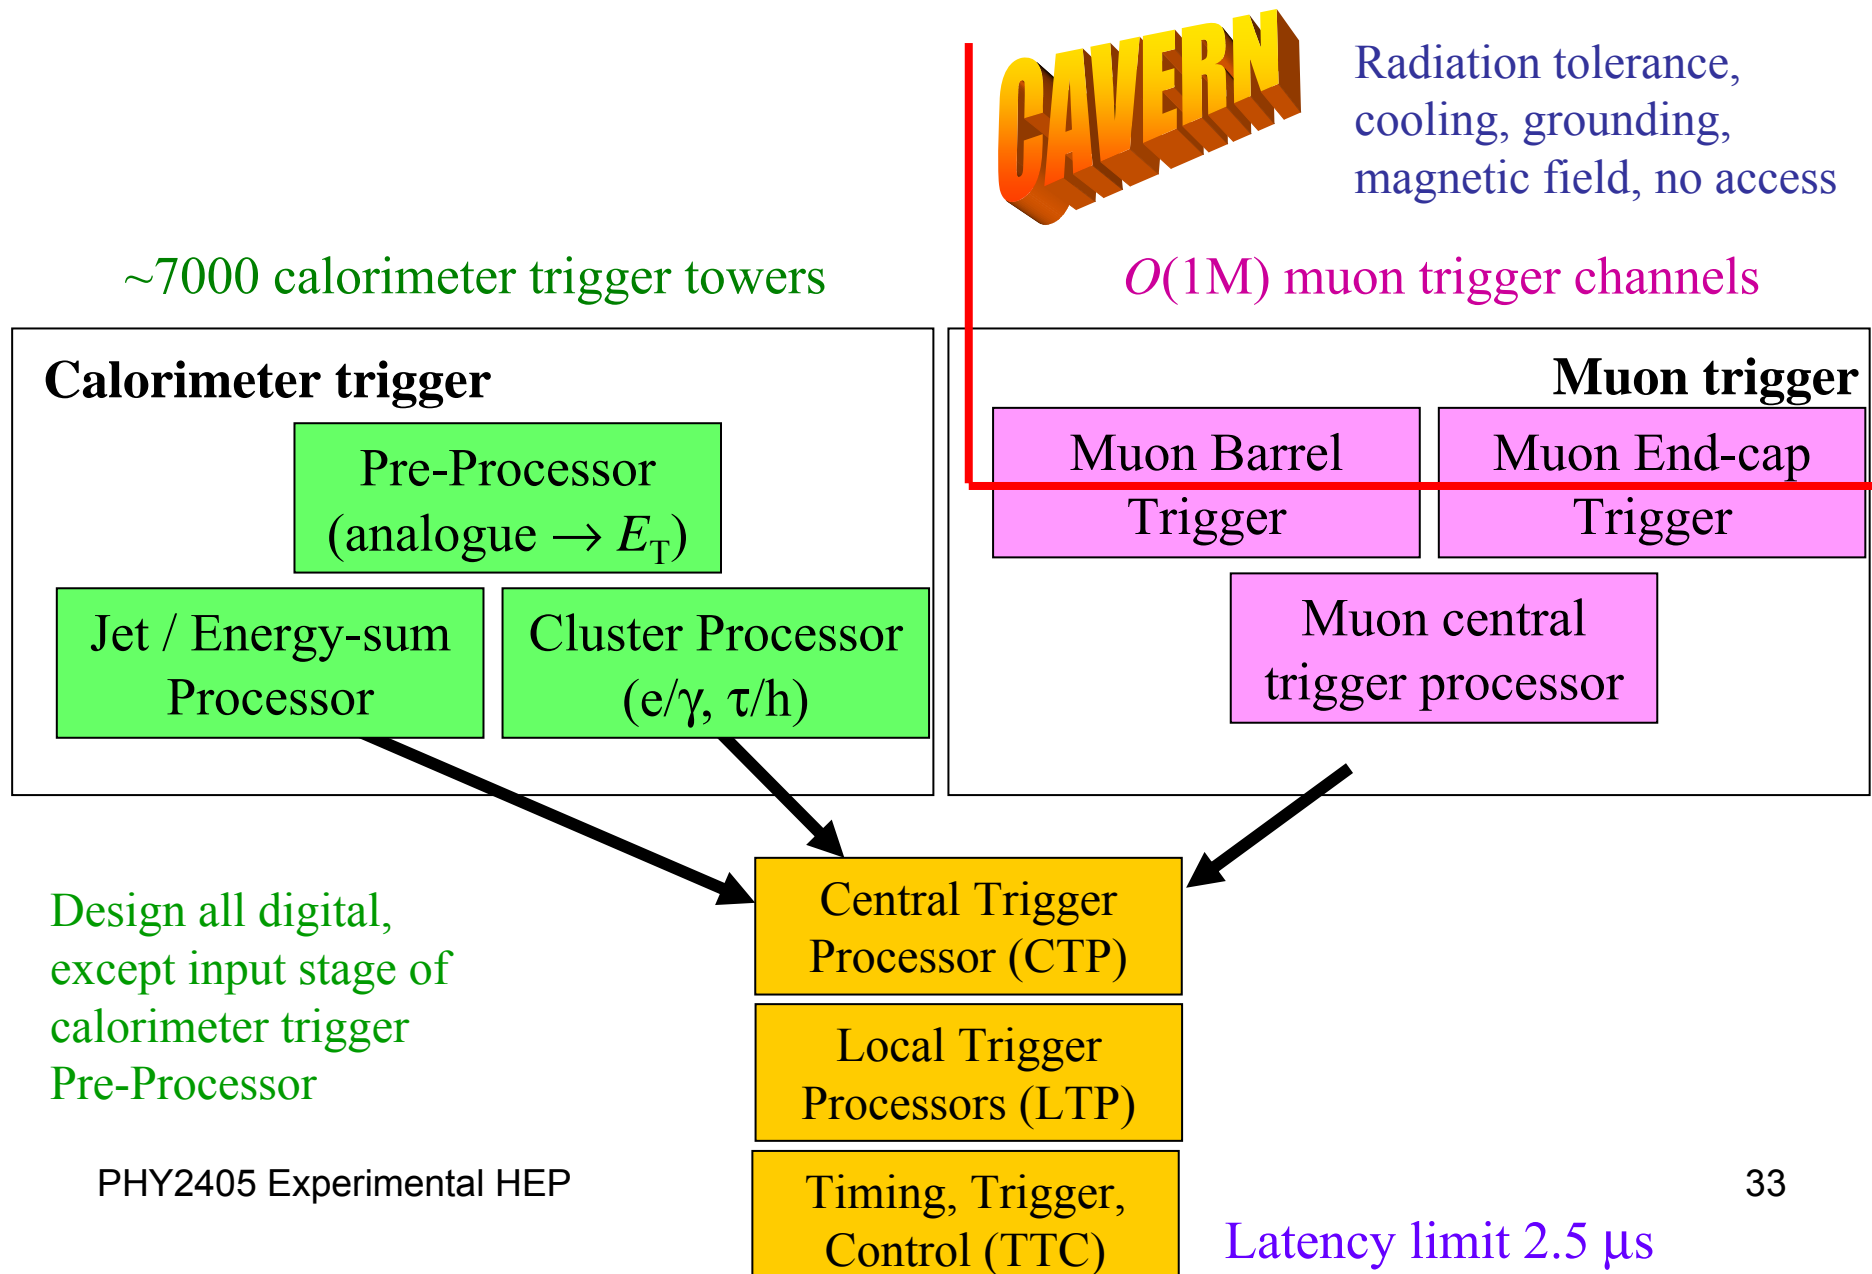 CAVERN
Radiation tolerance,
cooling, grounding,
magnetic field, no access
~7000 calorimeter trigger towers
O(1M) muon trigger channels
Calorimeter trigger
Muon trigger
Pre-Processor
(analogue → E_T)
Jet / Energy-sum
Processor
Cluster Processor
(e/γ, τ/h)
Muon Barrel
Trigger
Muon End-cap
Trigger
Muon central
trigger processor
Design all digital,
except input stage of
calorimeter trigger
Pre-Processor
Central Trigger
Processor (CTP)
Local Trigger
Processors (LTP)
Timing, Trigger,
Control (TTC)
PHY2405 Experimental HEP
33
Latency limit 2.5 μs